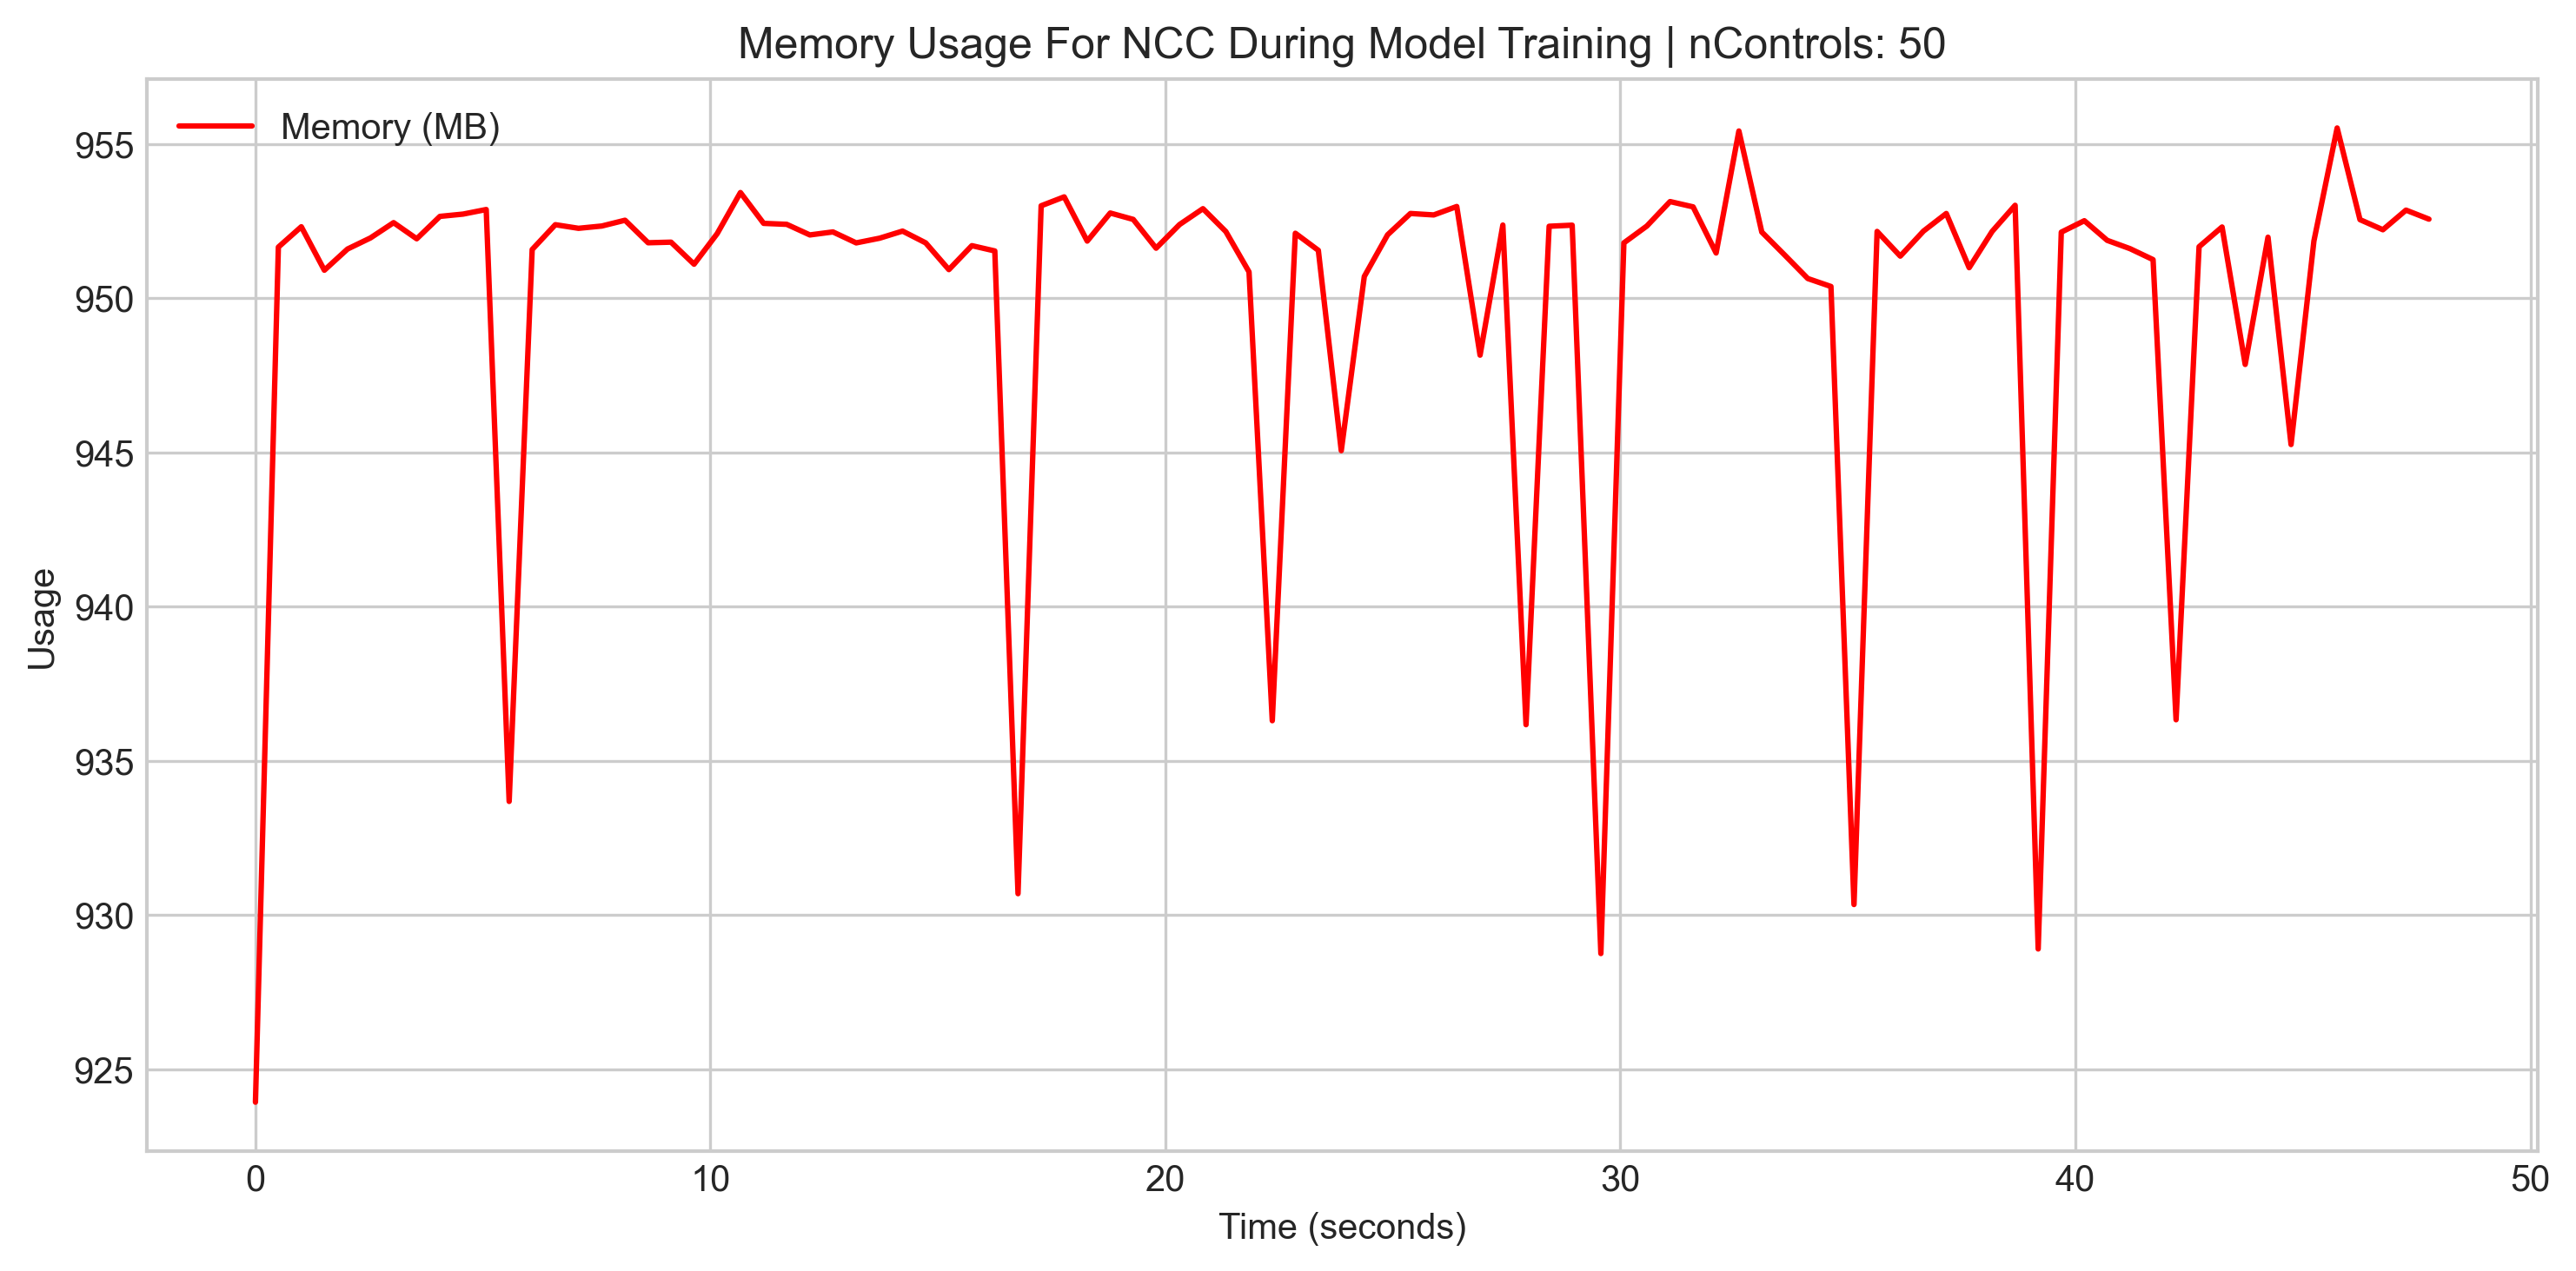 Memory Usage For NCC During Model Training | nControls: 50
Memory (MB)
955
950
945
940
935
930
925
Usage
0 10 20 30 40 50
Time (seconds)